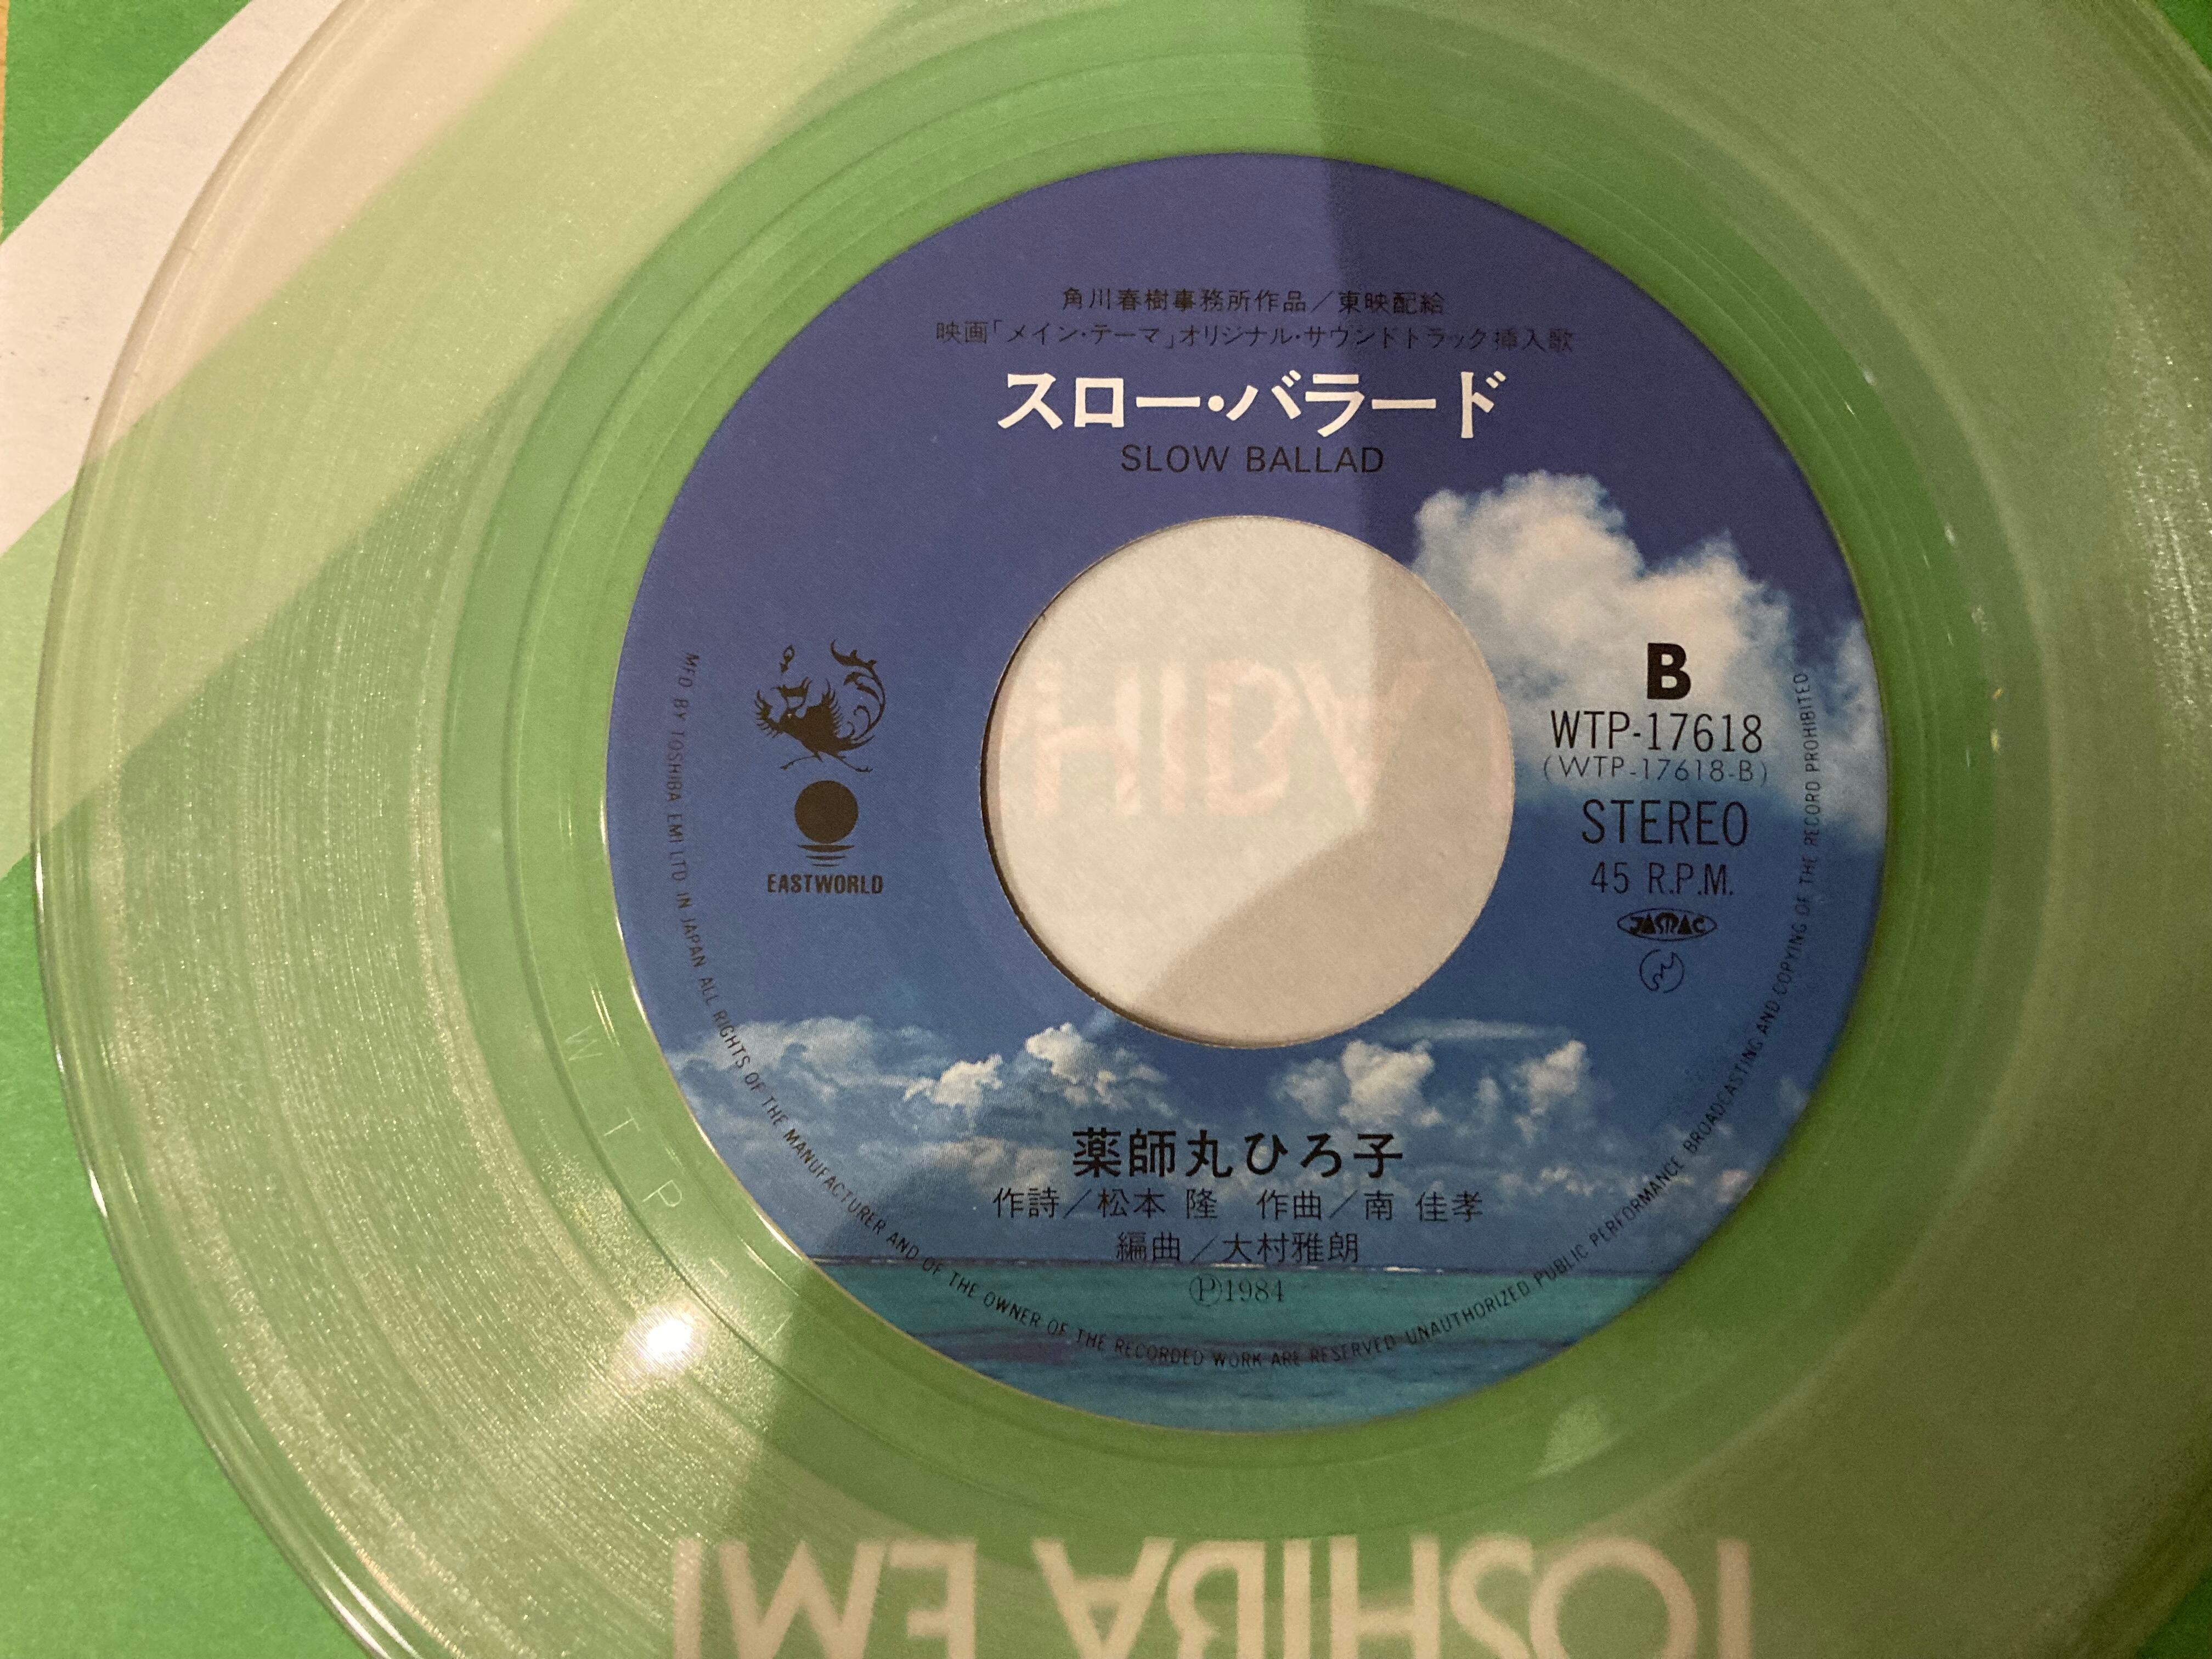 角川春樹事務所作品／東映配給
映画「メイン・テーマ」オリジナル・サウンドトラック挿入歌
スロー・バラード
SLOW BALLAD
B
WTP-17618
(WTP-17618-B)
STEREO
45 R.P.M.
JASRAC
EASTWORLD
薬師丸ひろ子
作詩／松本 隆　作曲／南 佳孝
編曲／大村雅朗
Ⓟ1984
MFD BY TOSHIBA EMI LTD IN JAPAN ALL RIGHTS OF THE MANUFACTURER AND OF THE OWNER OF THE RECORDED WORK ARE RESERVED UNAUTHORIZED PUBLIC PERFORMANCE BROADCASTING AND COPYING OF THE RECORD PROHIBITED
WTP-1
TOSHIBA EMI